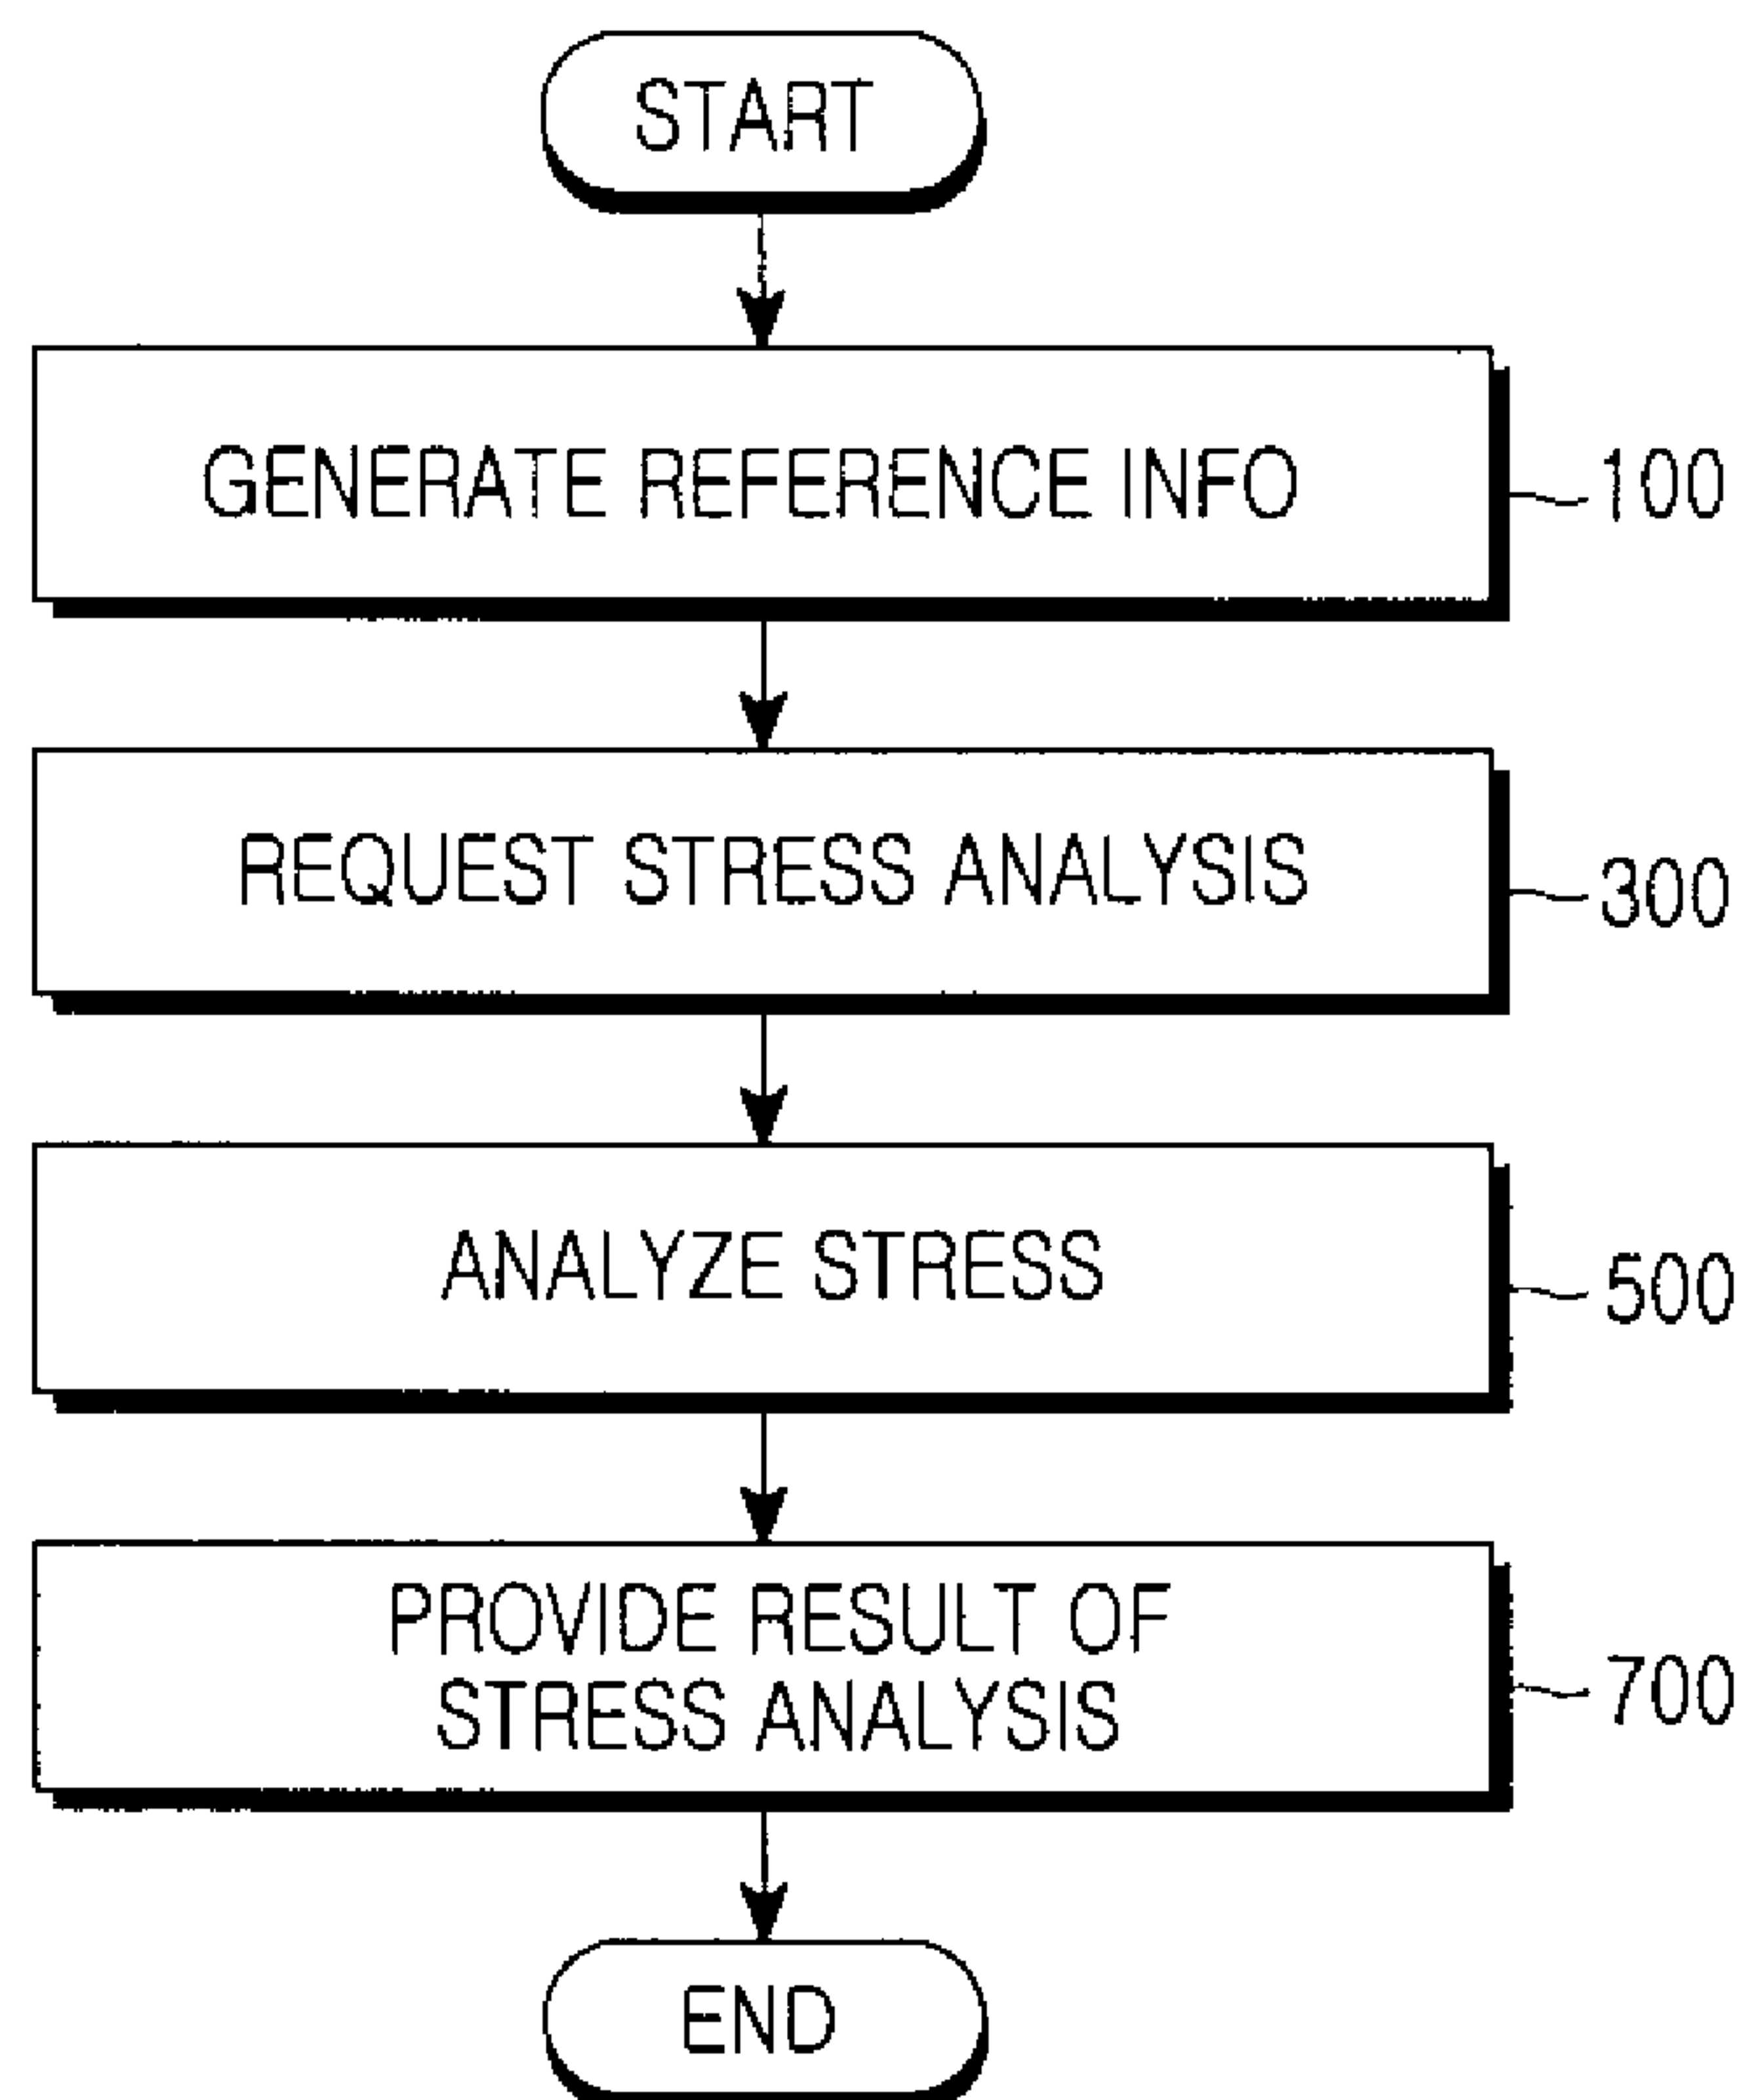 START
GENERATE REFERENCE INFO
100
REQUEST STRESS ANALYSIS
300
ANALYZE STRESS
500
PROVIDE RESULT OF
STRESS ANALYSIS
700
END